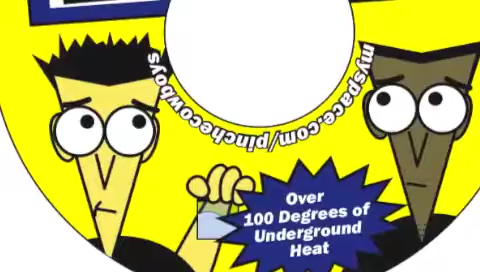 myspace.com/pinchecowboys
Over
100 Degrees of
Underground
Heat